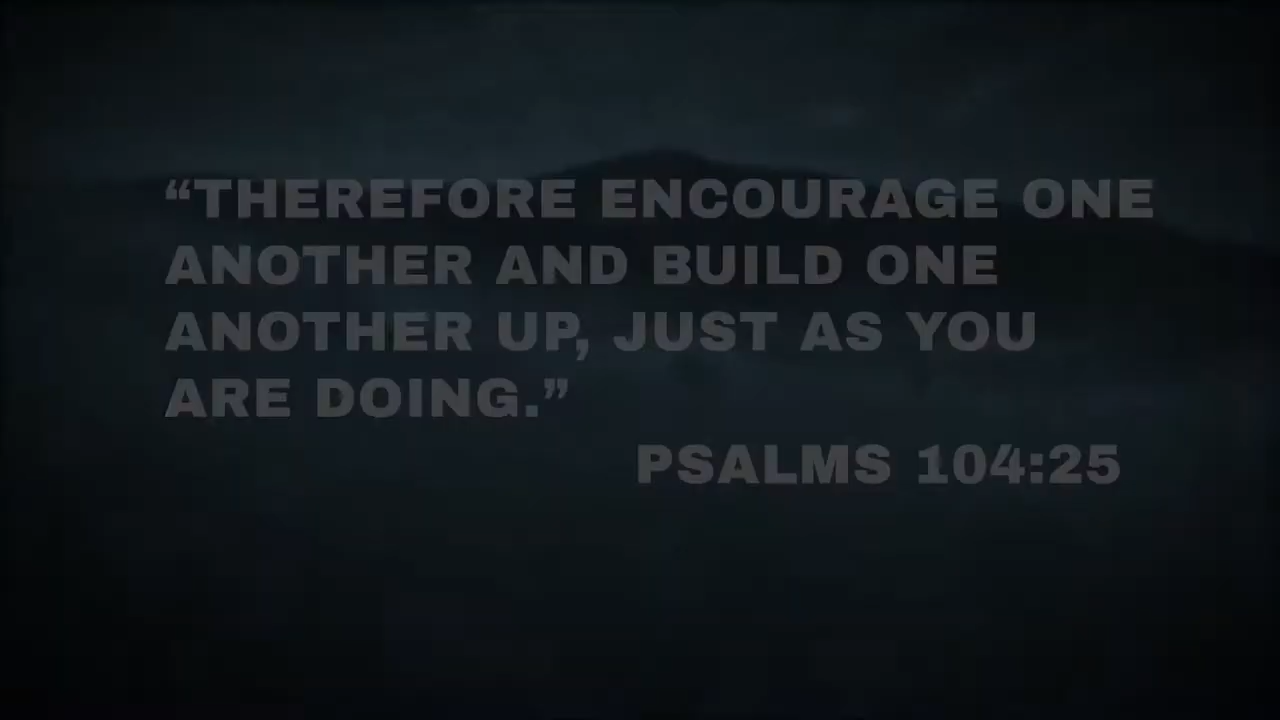 “THEREFORE ENCOURAGE ONE
ANOTHER AND BUILD ONE
ANOTHER UP, JUST AS YOU
ARE DOING.”
PSALMS 104:25